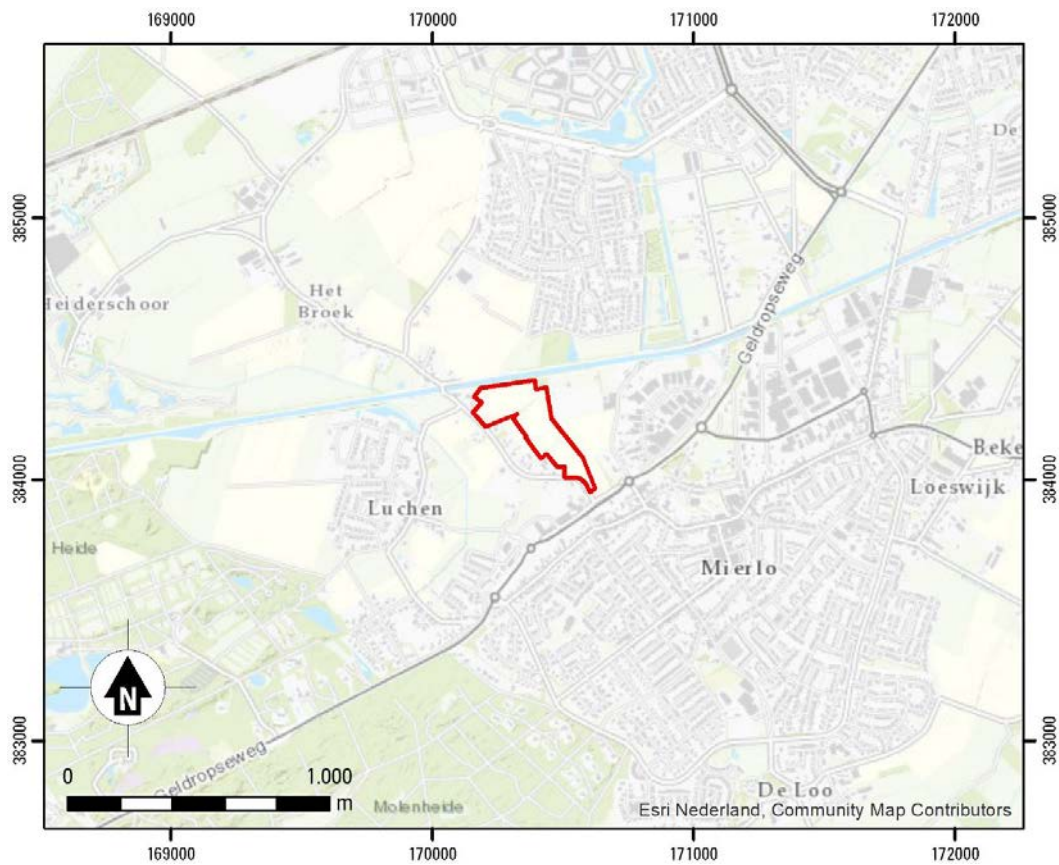 169000
170000
171000
172000
De
385000
385000
Geldropseweg
Heiderschoor
Het
Broek
384000
384000
Beke
Loeswijk
Luchen
Heide
Mierlo
N
383000
383000
Geldropseweg
0
1.000
m
Molenheide
De Loo
Esri Nederland, Community Map Contributors
169000
170000
171000
172000